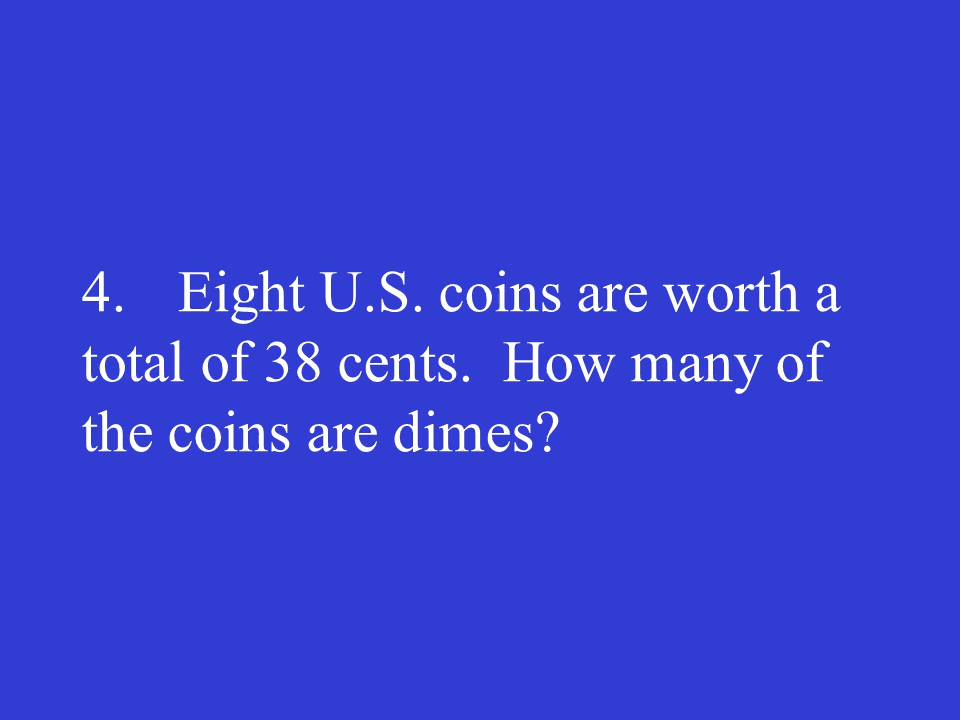 4. Eight U.S. coins are worth a
total of 38 cents. How many of
the coins are dimes?